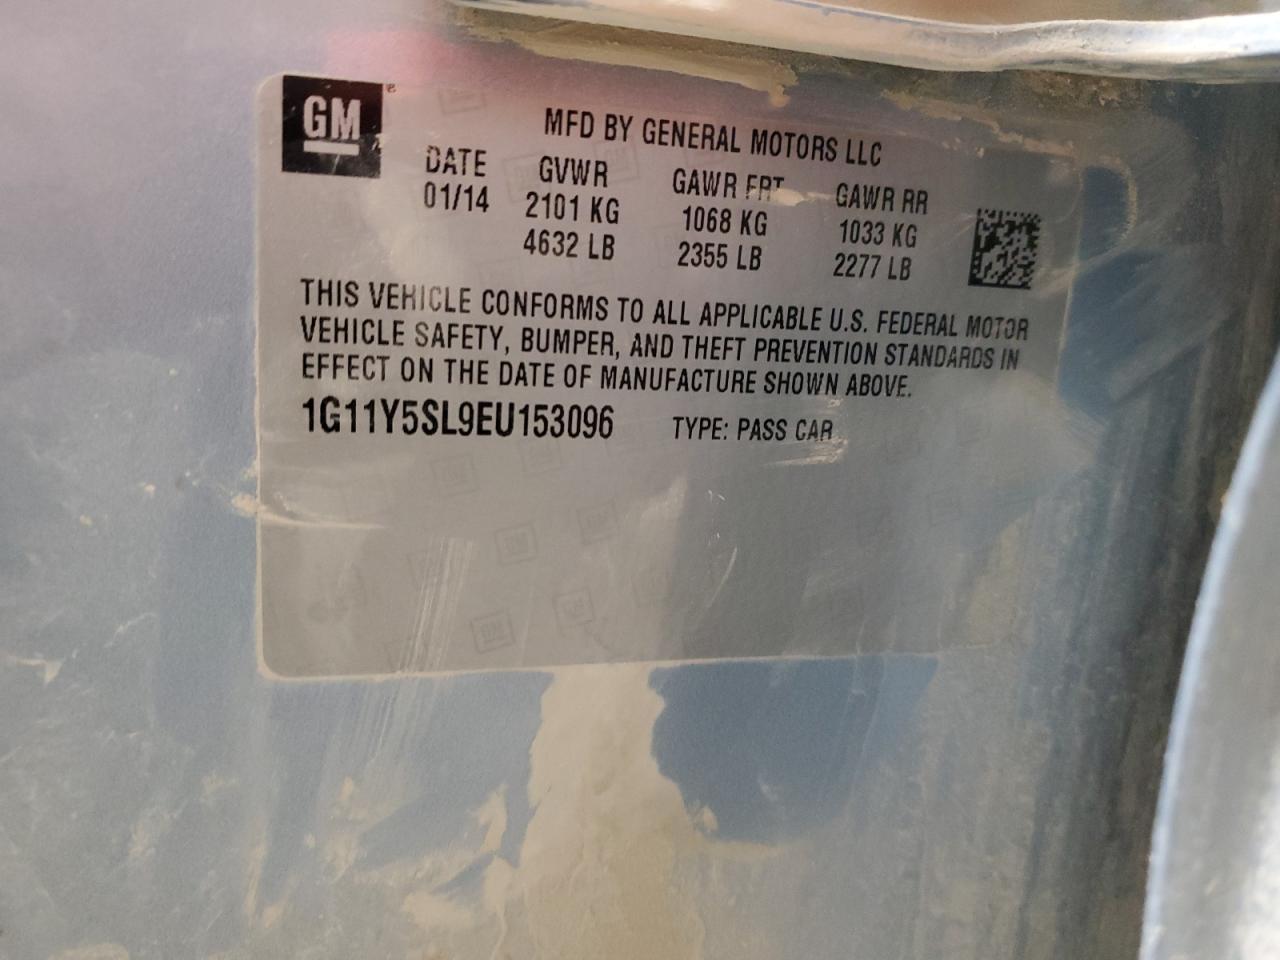 GM
MFD BY GENERAL MOTORS LLC
DATE GVWR GAWR FRT GAWR RR
01/14 2101 KG 1068 KG 1033 KG
4632 LB 2355 LB 2277 LB
THIS VEHICLE CONFORMS TO ALL APPLICABLE U.S. FEDERAL MOTOR
VEHICLE SAFETY, BUMPER, AND THEFT PREVENTION STANDARDS IN
EFFECT ON THE DATE OF MANUFACTURE SHOWN ABOVE.
1G11Y5SL9EU153096 TYPE: PASS CAR